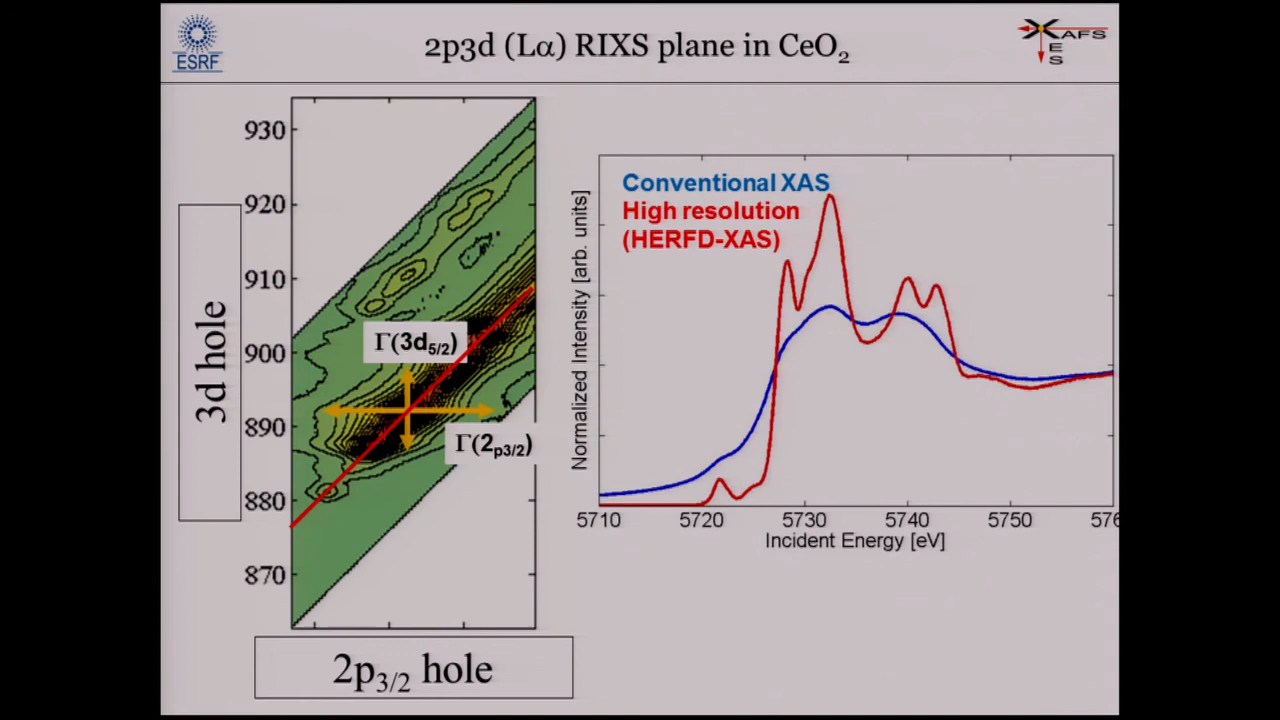 2p3d (Lα) RIXS plane in CeO₂
ESRF
XAFS
E
S
930
920
910
900
890
880
870
3d hole
Γ(3d₅/₂)
Γ(2p3/2)
2p₃/₂ hole
Conventional XAS
High resolution
(HERFD-XAS)
Normalized Intensity [arb. units]
5710 5720 5730 5740 5750 576
Incident Energy [eV]